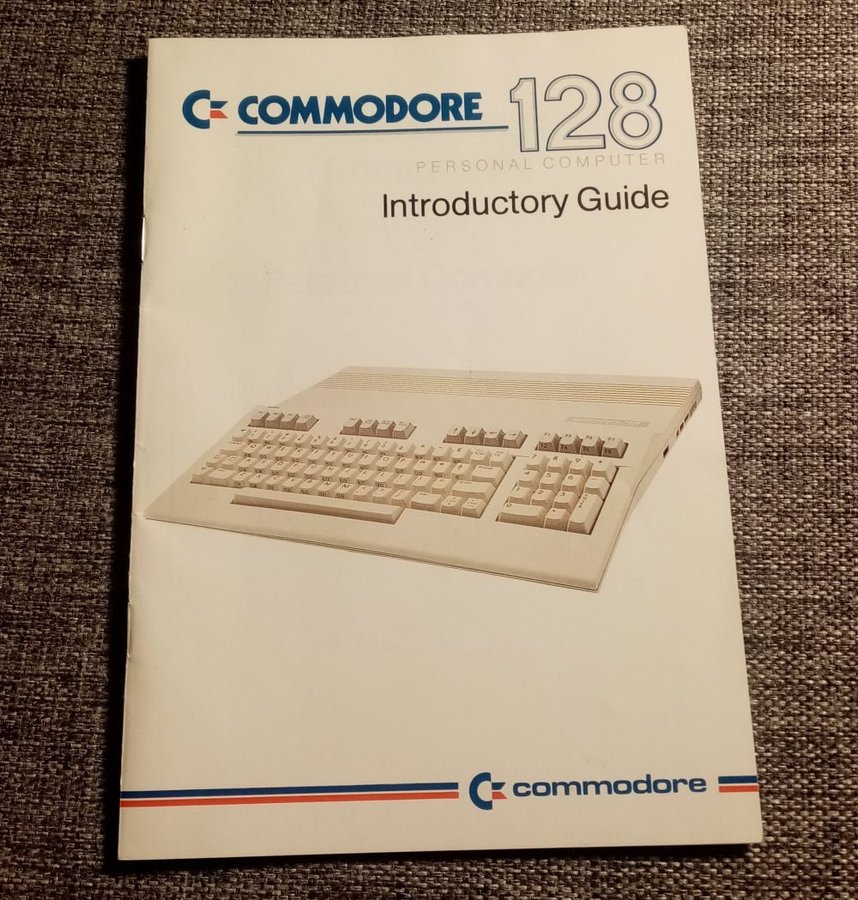 COMMODORE 128
PERSONAL COMPUTER
Introductory Guide
commodore